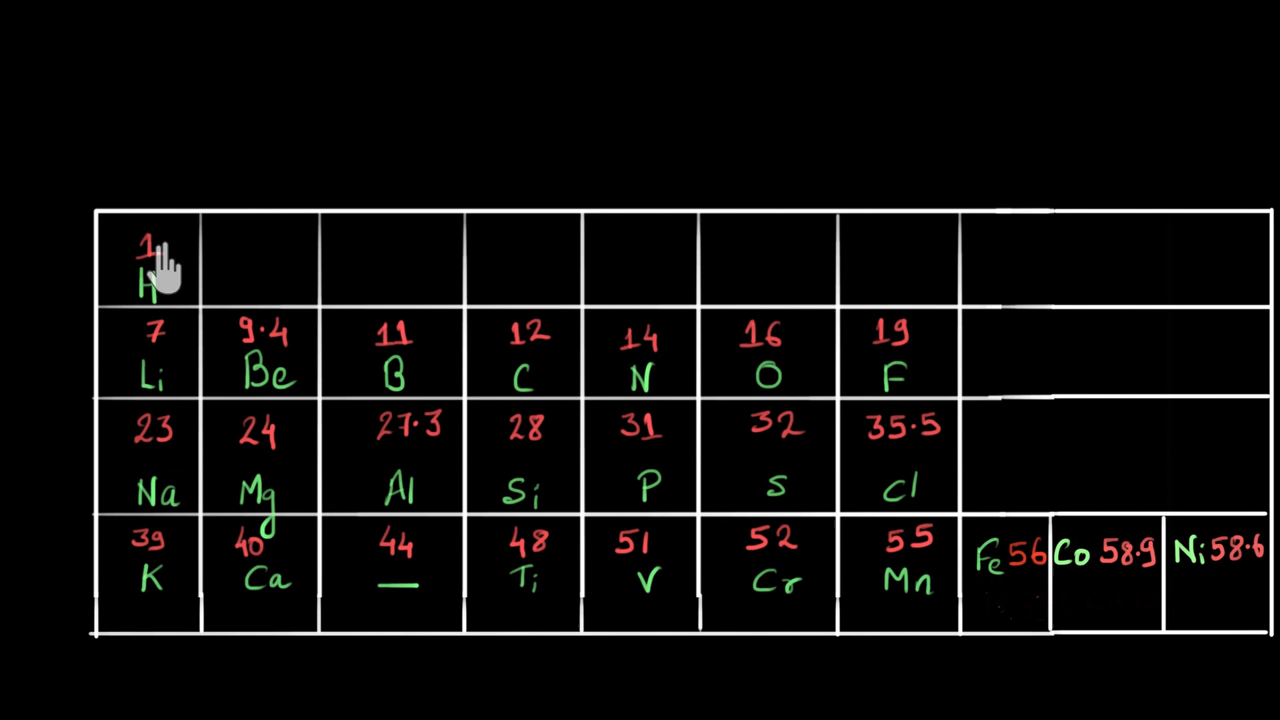 1
H
7 9.4 11 12 14 16 19
Li Be B C N O F
23 24 27.3 28 31 32 35.5
Na Mg Al Si P S Cl
39 40 44 48 51 52 55
K Ca — Ti V Cr Mn
Fe 56 Co 58.9 Ni 58.6